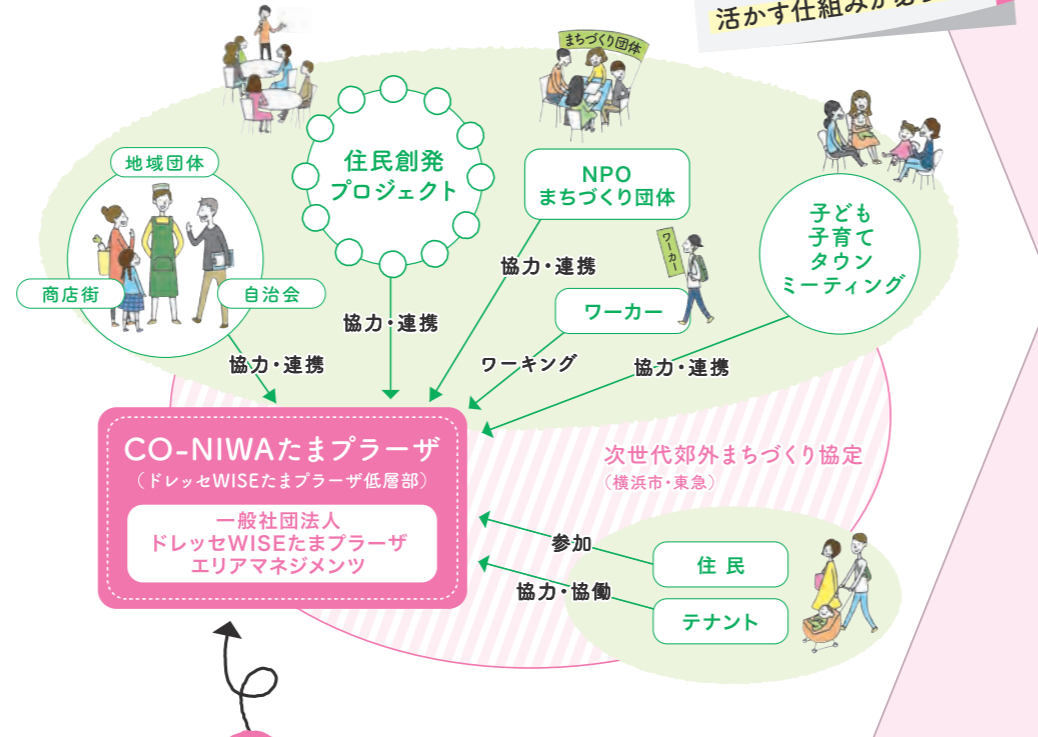 活かす仕組みが必
まちづくり団体
地域団体
商店街
自治会
住民創発
プロジェクト
NPO
まちづくり団体
ワーカー
ワーカー
子ども
子育て
タウン
ミーティング
協力・連携
協力・連携
協力・連携
ワーキング
協力・連携
CO-NIWAたまプラーザ
（ドレッセWISEたまプラーザ低層部）
一般社団法人
ドレッセWISEたまプラーザ
エリアマネジメンツ
次世代郊外まちづくり協定
（横浜市・東急）
参加
住 民
協力・協働
テナント